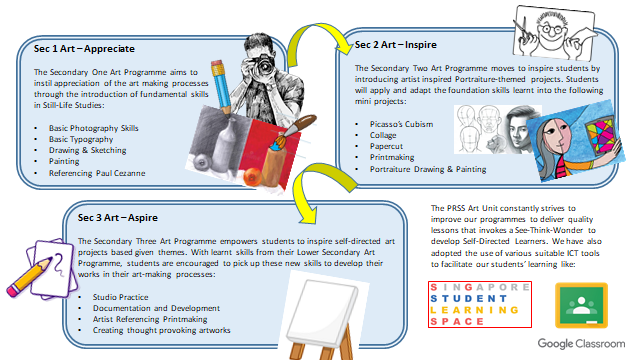 Sec 1 Art – Appreciate
The Secondary One Art Programme aims to
instil appreciation of the art making processes
through the introduction of fundamental skills
in Still-Life Studies:
• Basic Photography Skills
• Basic Typography
• Drawing & Sketching
• Painting
• Referencing Paul Cezanne
Sec 2 Art – Inspire
The Secondary Two Art Programme moves to inspire students by
introducing artist inspired Portraiture-themed projects. Students
will apply and adapt the foundation skills learnt into the following
mini projects:
• Picasso's Cubism
• Collage
• Papercut
• Printmaking
• Portraiture Drawing & Painting
Sec 3 Art – Aspire
The Secondary Three Art Programme empowers students to inspire self-directed art
projects based given themes. With learnt skills from their Lower Secondary Art
Programme, students are encouraged to pick up these new skills to develop their
works in their art-making processes:
• Studio Practice
• Documentation and Development
• Artist Referencing Printmaking
• Creating thought provoking artworks
The PRSS Art Unit constantly strives to
improve our programmes to deliver quality
lessons that invokes a See-Think-Wonder to
develop Self-Directed Learners. We have also
adopted the use of various suitable ICT tools
to facilitate our students' learning like:
SINGAPORE
STUDENT
LEARNING
SPACE
Google Classroom